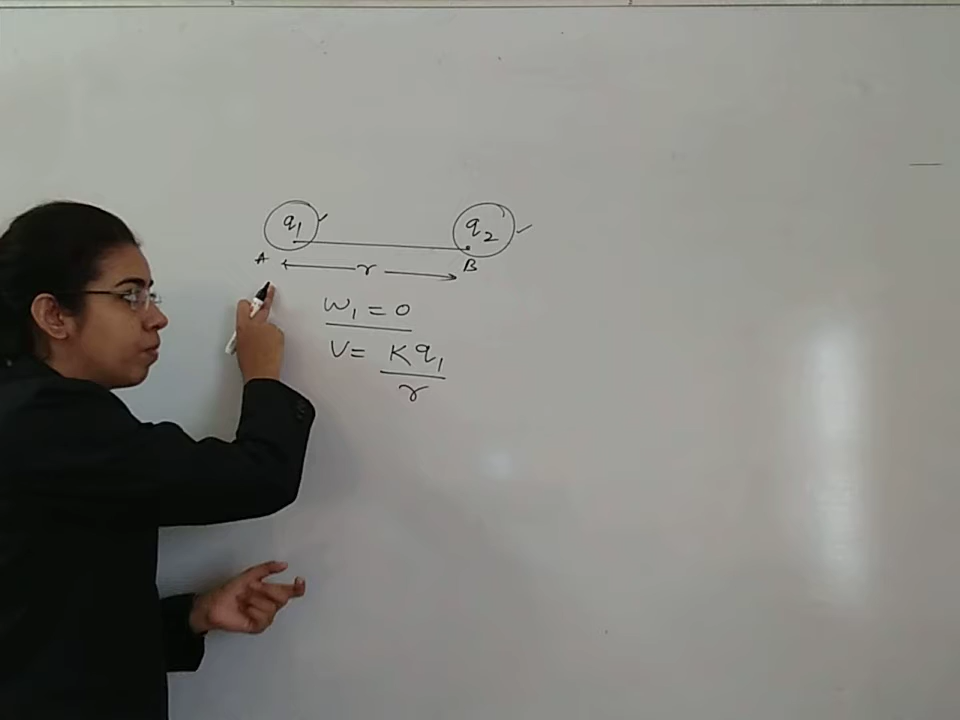 q₁ q₂
A r B
W₁ = 0
V = Kq₁
r